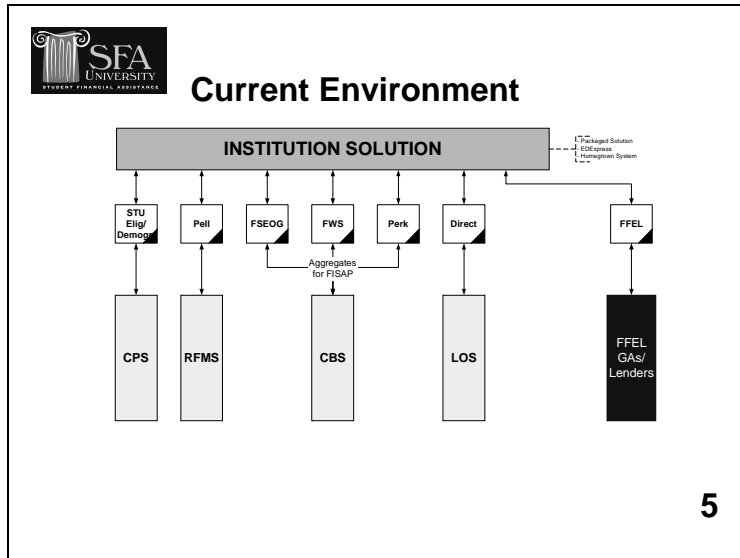 SFA
UNIVERSITY
STUDENT FINANCIAL ASSISTANCE
Current Environment
INSTITUTION SOLUTION
- Packaged Solution
- EDExpress
- Homegrown System
STU
Elig/
Demogr
Pell
FSEOG
FWS
Perk
Direct
FFEL
Aggregates
for FISAP
CPS
RFMS
CBS
LOS
FFEL
GAs/
Lenders
5